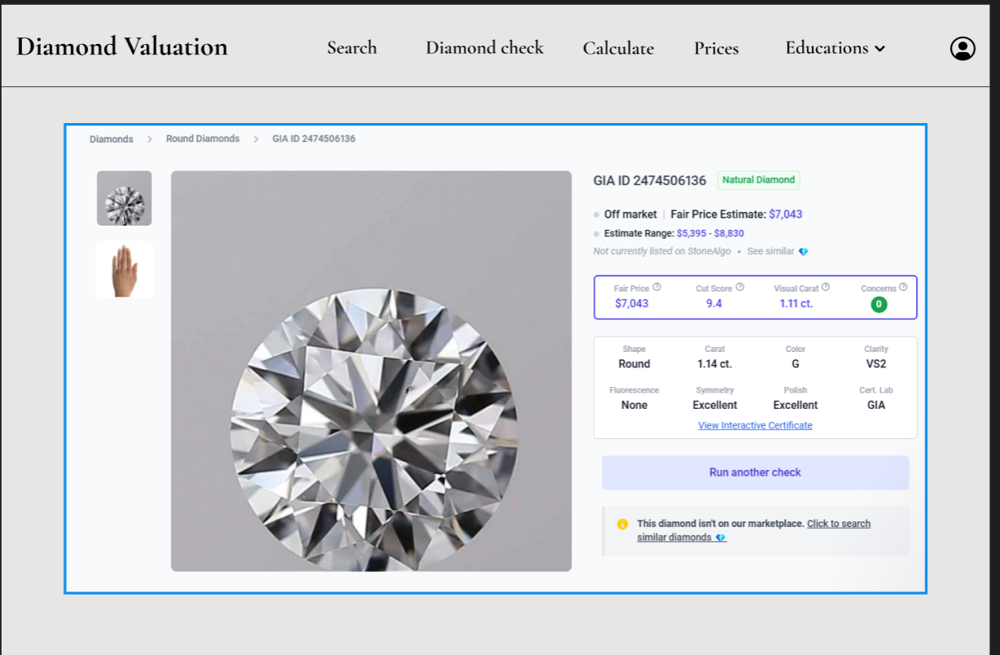 Diamond Valuation Search Diamond check Calculate Prices Educations
Diamonds > Round Diamonds > GIA ID 2474506136
GIA ID 2474506136 Natural Diamond
Off market | Fair Price Estimate: $7,043
Estimate Range: $5,395 - $8,830
Not currently listed on StoneAlgo • See similar
Fair Price Cut Score Visual Carat Concerns
$7,043 9.4 1.11 ct. 0
Shape Carat Color Clarity
Round 1.14 ct. G VS2
Fluorescence Symmetry Polish Cert. Lab
None Excellent Excellent GIA
View Interactive Certificate
Run another check
This diamond isn't on our marketplace. Click to search
similar diamonds